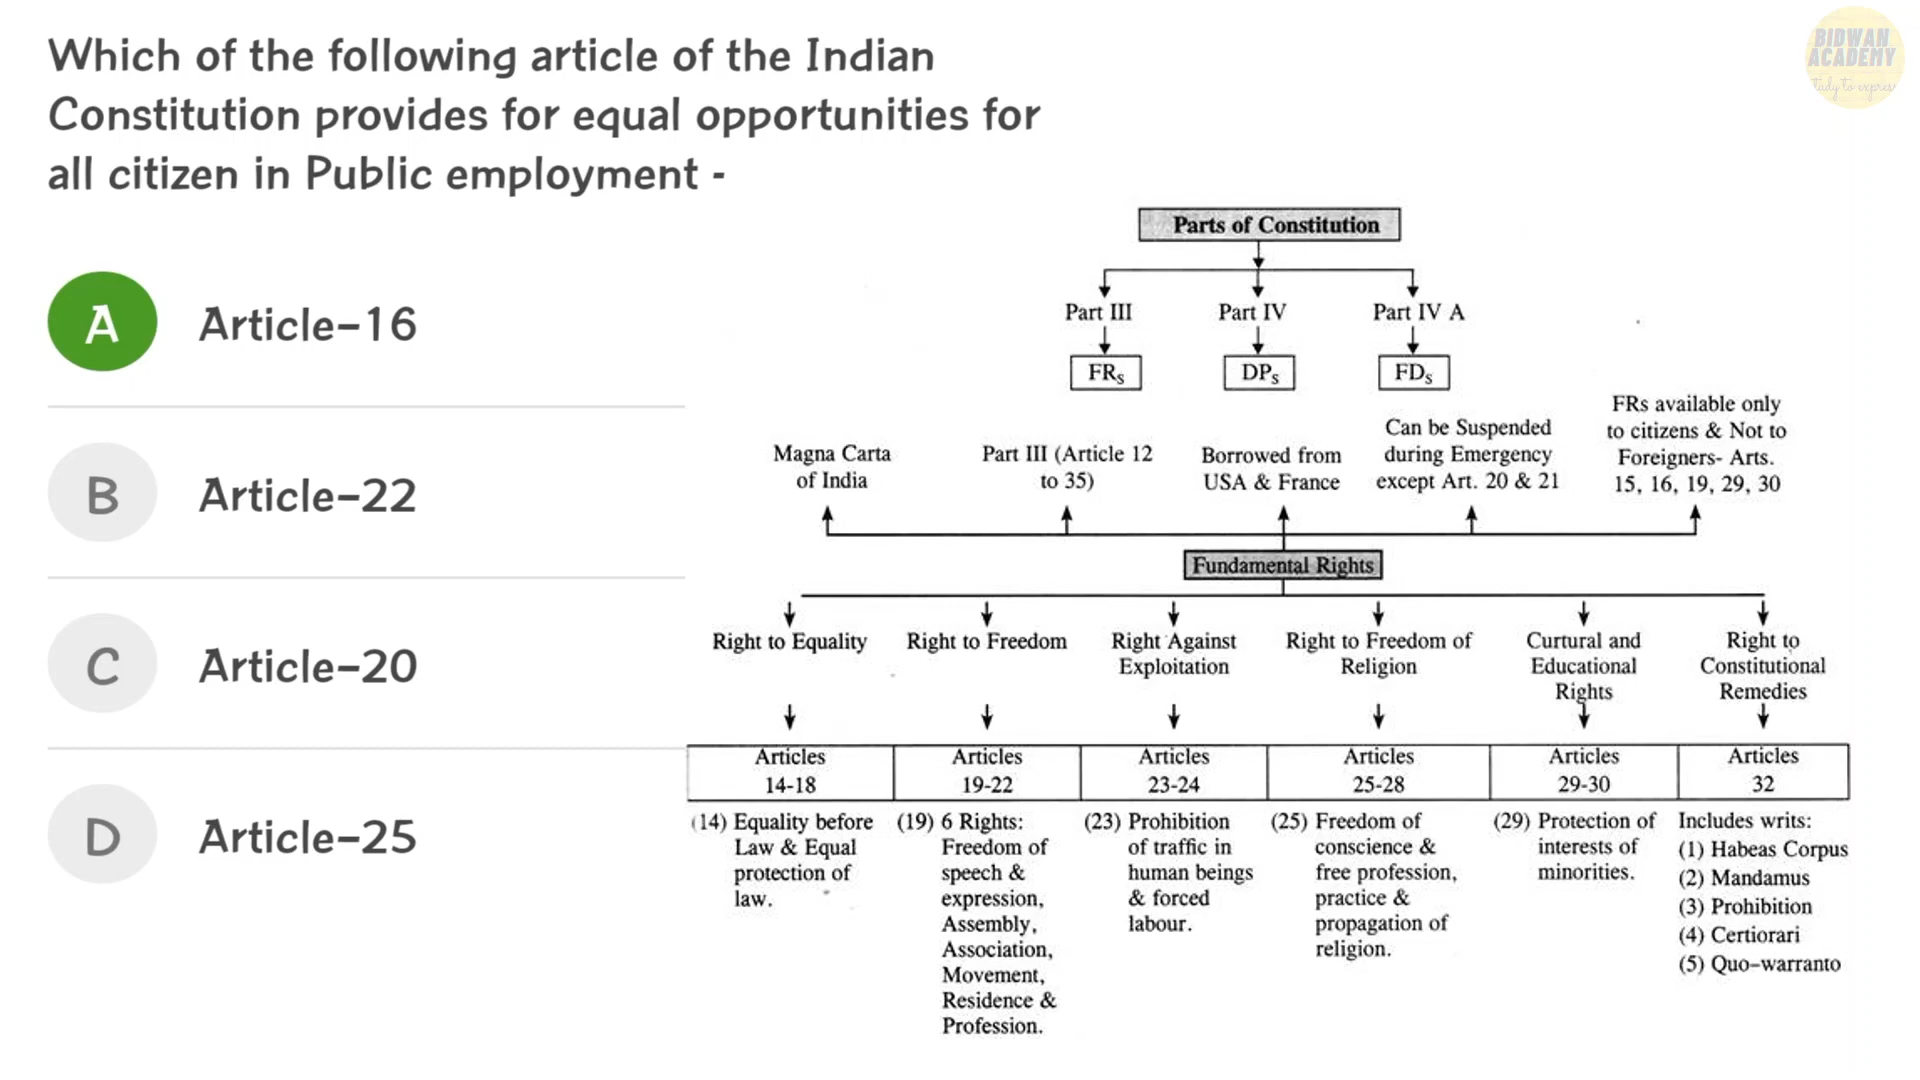 Which of the following article of the Indian
Constitution provides for equal opportunities for
all citizen in Public employment -
BIDWAN
ACADEMY
A Article-16
B Article-22
C Article-20
D Article-25
Parts of Constitution
Part III Part IV Part IV A
FRs DPs FDs
Magna Carta
of India
Part III (Article 12
to 35)
Borrowed from
USA & France
Can be Suspended
during Emergency
except Art. 20 & 21
FRs available only
to citizens & Not to
Foreigners- Arts.
15, 16, 19, 29, 30
Fundamental Rights
Right to Equality
Right to Freedom
Right Against
Exploitation
Right to Freedom of
Religion
Curtural and
Educational
Rights
Right to
Constitutional
Remedies
Articles
14-18
Articles
19-22
Articles
23-24
Articles
25-28
Articles
29-30
Articles
32
(14) Equality before
Law & Equal
protection of
law.
(19) 6 Rights:
Freedom of
speech &
expression,
Assembly,
Association,
Movement,
Residence &
Profession.
(23) Prohibition
of traffic in
human beings
& forced
labour.
(25) Freedom of
conscience &
free profession,
practice &
propagation of
religion.
(29) Protection of
interests of
minorities.
Includes writs:
(1) Habeas Corpus
(2) Mandamus
(3) Prohibition
(4) Certiorari
(5) Quo-warranto